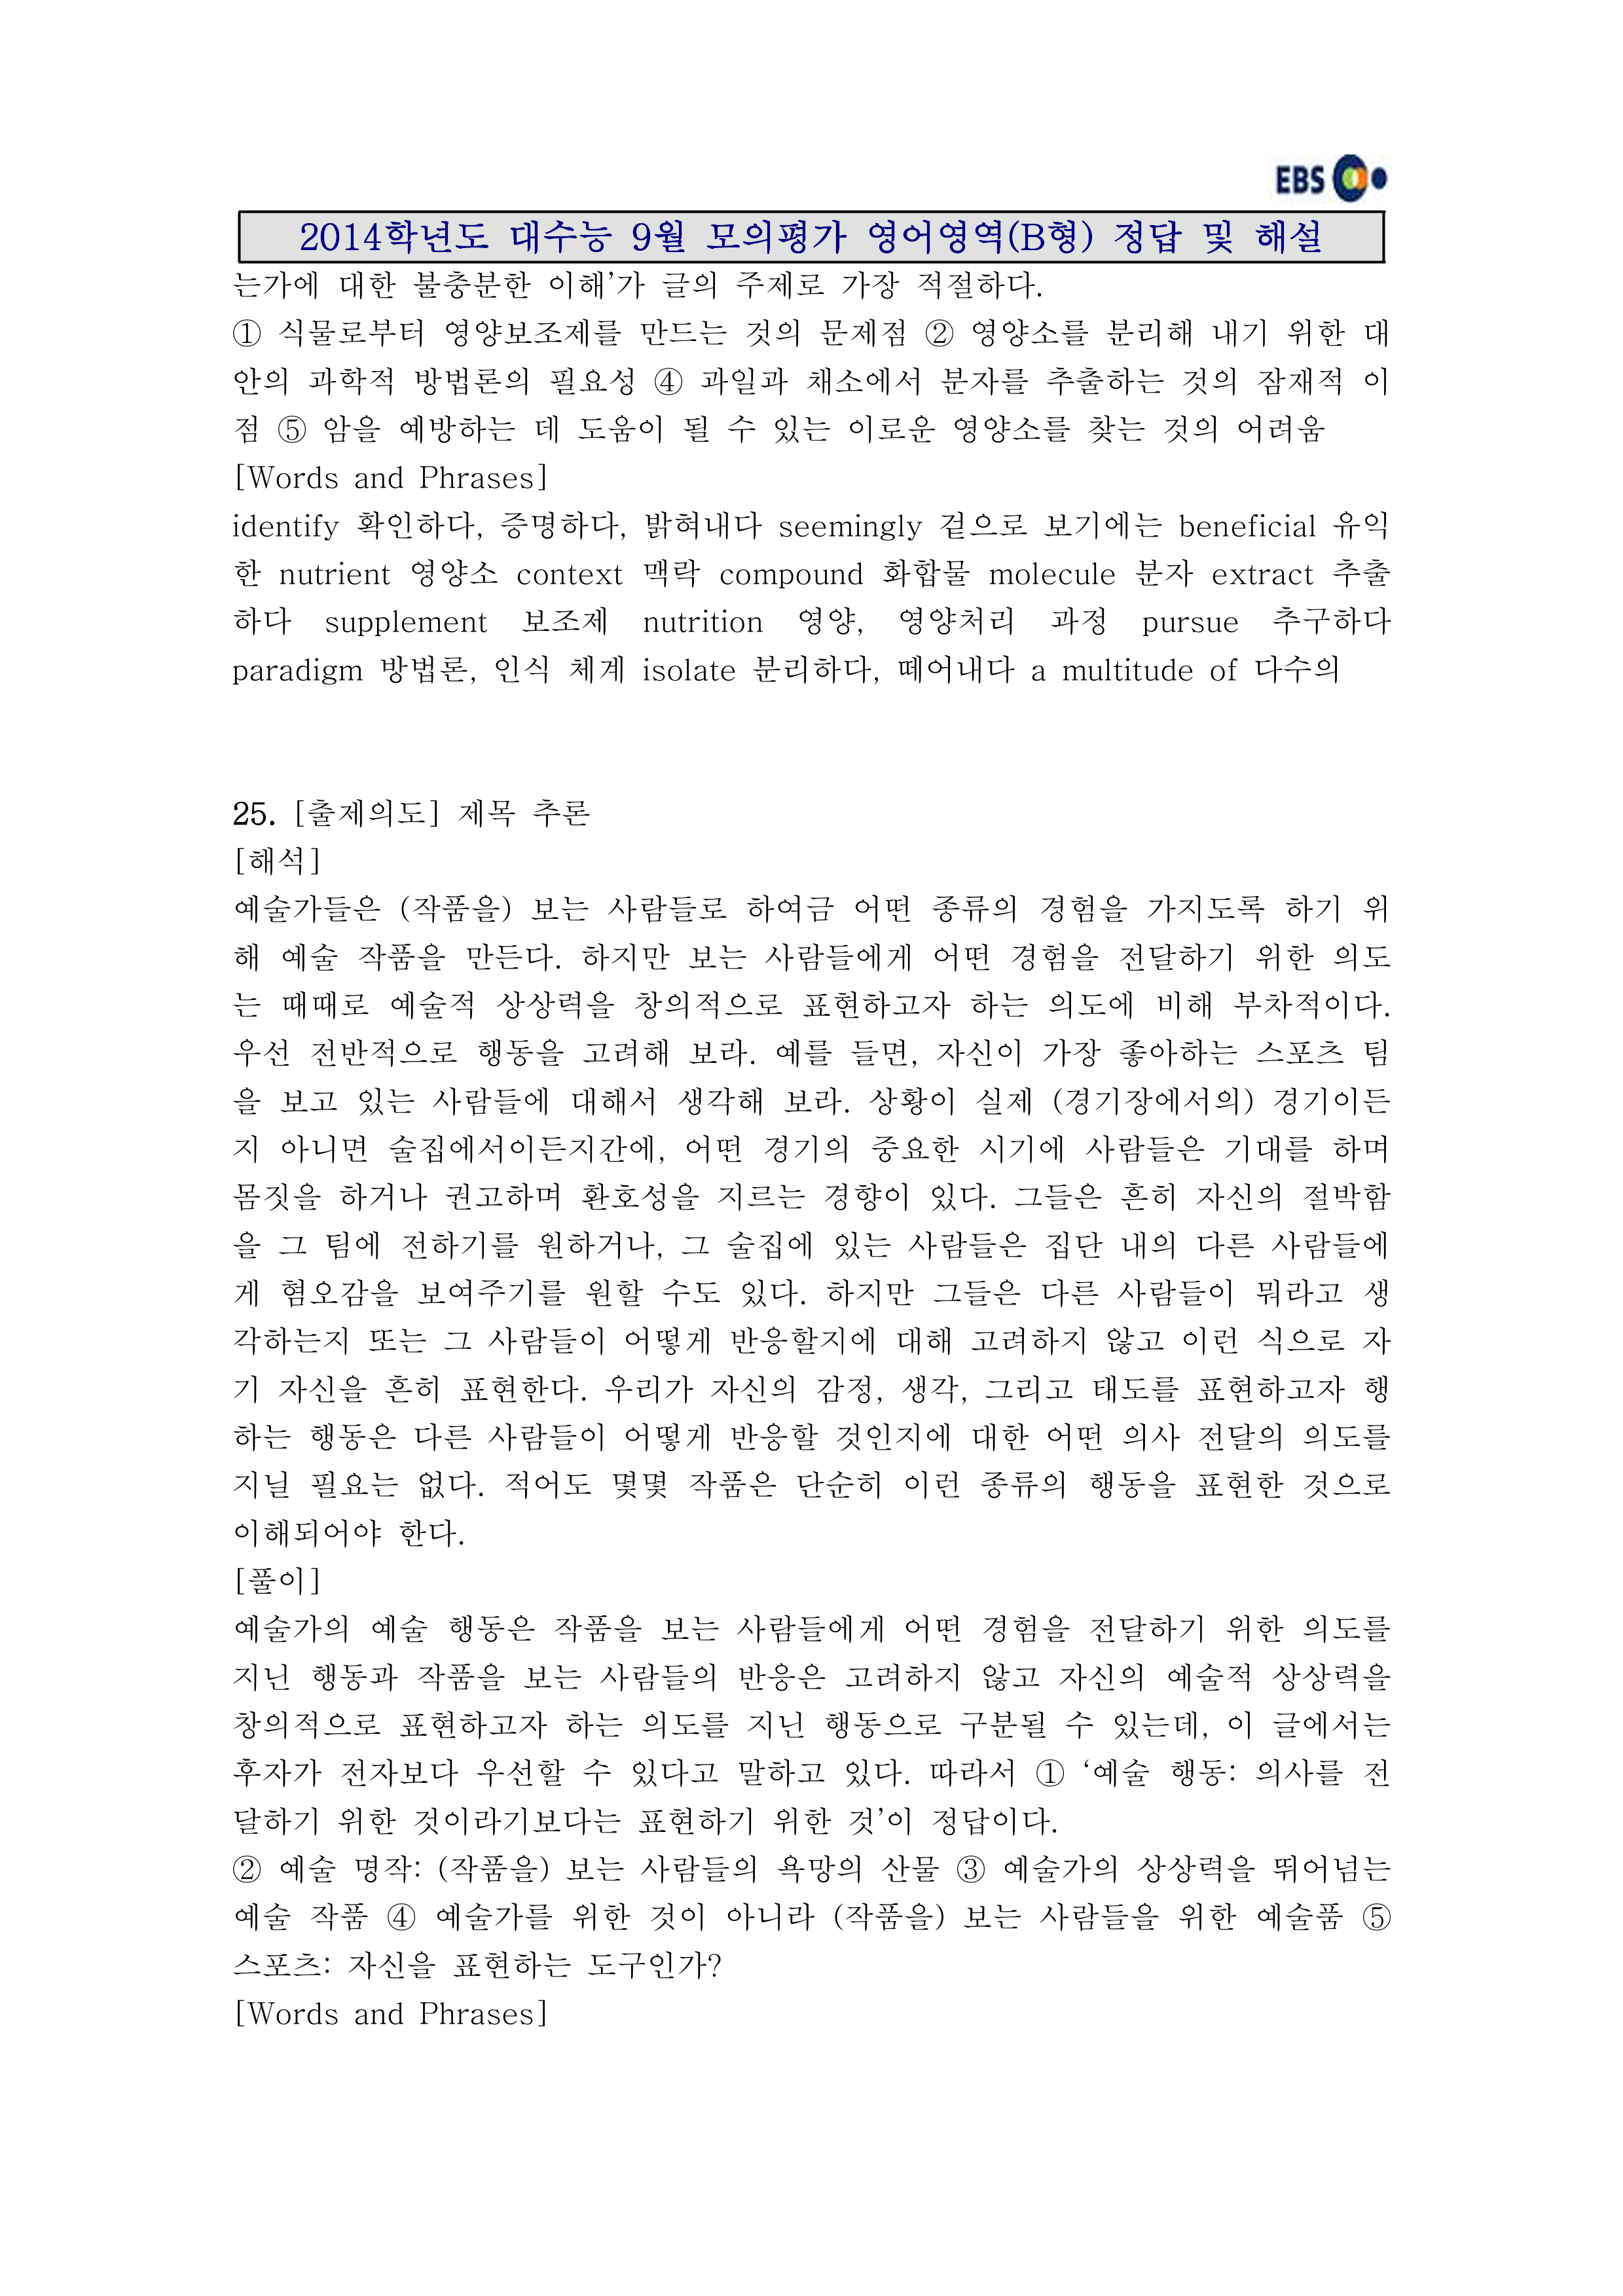 EBS
2014학년도 대수능 9월 모의평가 영어영역(B형) 정답 및 해설
는가에 대한 불충분한 이해’가 글의 주제로 가장 적절하다.
① 식물로부터 영양보조제를 만드는 것의 문제점 ② 영양소를 분리해 내기 위한 대
안의 과학적 방법론의 필요성 ④ 과일과 채소에서 분자를 추출하는 것의 잠재적 이
점 ⑤ 암을 예방하는 데 도움이 될 수 있는 이로운 영양소를 찾는 것의 어려움
[Words and Phrases]
identify 확인하다, 증명하다, 밝혀내다 seemingly 겉으로 보기에는 beneficial 유익
한 nutrient 영양소 context 맥락 compound 화합물 molecule 분자 extract 추출
하다 supplement 보조제 nutrition 영양, 영양처리 과정 pursue 추구하다
paradigm 방법론, 인식 체계 isolate 분리하다, 떼어내다 a multitude of 다수의
25. [출제의도] 제목 추론
[해석]
예술가들은 (작품을) 보는 사람들로 하여금 어떤 종류의 경험을 가지도록 하기 위
해 예술 작품을 만든다. 하지만 보는 사람들에게 어떤 경험을 전달하기 위한 의도
는 때때로 예술적 상상력을 창의적으로 표현하고자 하는 의도에 비해 부차적이다.
우선 전반적으로 행동을 고려해 보라. 예를 들면, 자신이 가장 좋아하는 스포츠 팀
을 보고 있는 사람들에 대해서 생각해 보라. 상황이 실제 (경기장에서의) 경기이든
지 아니면 술집에서이든지간에, 어떤 경기의 중요한 시기에 사람들은 기대를 하며
몸짓을 하거나 권고하며 환호성을 지르는 경향이 있다. 그들은 흔히 자신의 절박함
을 그 팀에 전하기를 원하거나, 그 술집에 있는 사람들은 집단 내의 다른 사람들에
게 혐오감을 보여주기를 원할 수도 있다. 하지만 그들은 다른 사람들이 뭐라고 생
각하는지 또는 그 사람들이 어떻게 반응할지에 대해 고려하지 않고 이런 식으로 자
기 자신을 흔히 표현한다. 우리가 자신의 감정, 생각, 그리고 태도를 표현하고자 행
하는 행동은 다른 사람들이 어떻게 반응할 것인지에 대한 어떤 의사 전달의 의도를
지닐 필요는 없다. 적어도 몇몇 작품은 단순히 이런 종류의 행동을 표현한 것으로
이해되어야 한다.
[풀이]
예술가의 예술 행동은 작품을 보는 사람들에게 어떤 경험을 전달하기 위한 의도를
지닌 행동과 작품을 보는 사람들의 반응은 고려하지 않고 자신의 예술적 상상력을
창의적으로 표현하고자 하는 의도를 지닌 행동으로 구분될 수 있는데, 이 글에서는
후자가 전자보다 우선할 수 있다고 말하고 있다. 따라서 ① ‘예술 행동: 의사를 전
달하기 위한 것이라기보다는 표현하기 위한 것’이 정답이다.
② 예술 명작: (작품을) 보는 사람들의 욕망의 산물 ③ 예술가의 상상력을 뛰어넘는
예술 작품 ④ 예술가를 위한 것이 아니라 (작품을) 보는 사람들을 위한 예술품 ⑤
스포츠: 자신을 표현하는 도구인가?
[Words and Phrases]